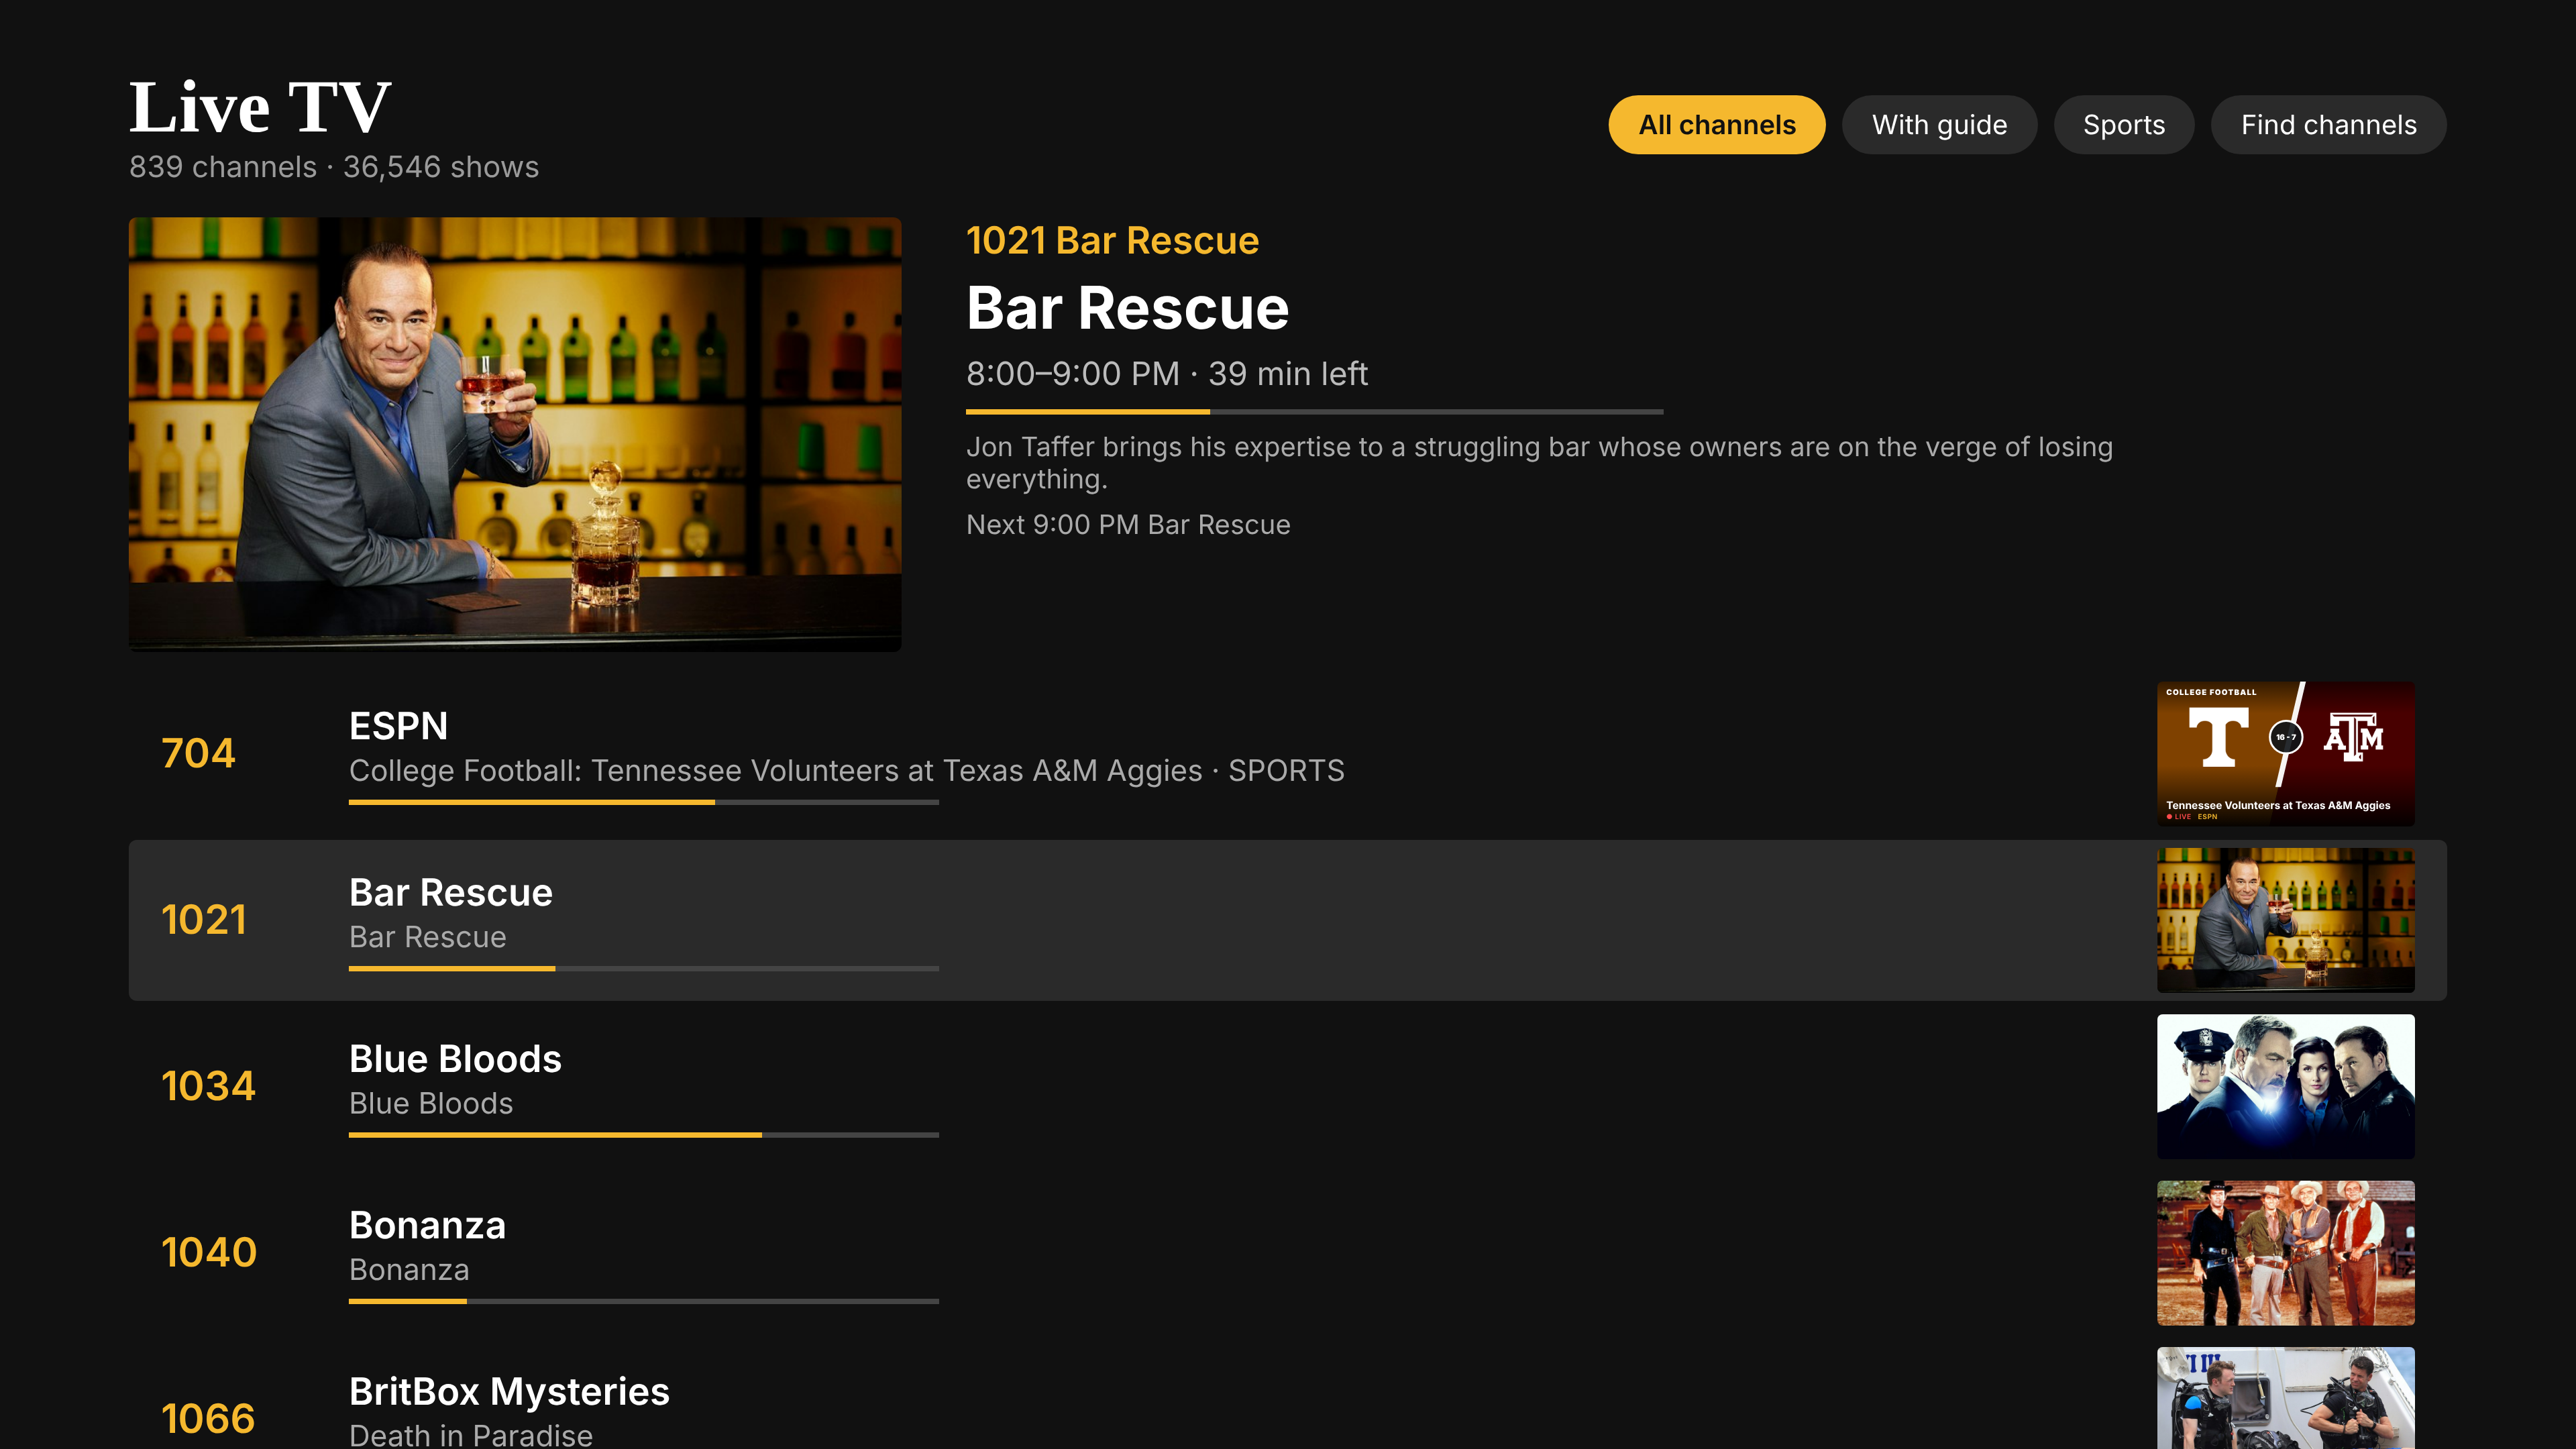 Live TV
839 channels · 36,546 shows
All channels
With guide
Sports
Find channels
1021 Bar Rescue
Bar Rescue
8:00–9:00 PM · 39 min left
Jon Taffer brings his expertise to a struggling bar whose owners are on the verge of losing
everything.
Next 9:00 PM Bar Rescue
704
ESPN
College Football: Tennessee Volunteers at Texas A&M Aggies · SPORTS
COLLEGE FOOTBALL
T
16 - 7
ATM
Tennessee Volunteers at Texas A&M Aggies
LIVE ESPN
1021
Bar Rescue
Bar Rescue
1034
Blue Bloods
Blue Bloods
1040
Bonanza
Bonanza
1066
BritBox Mysteries
Death in Paradise